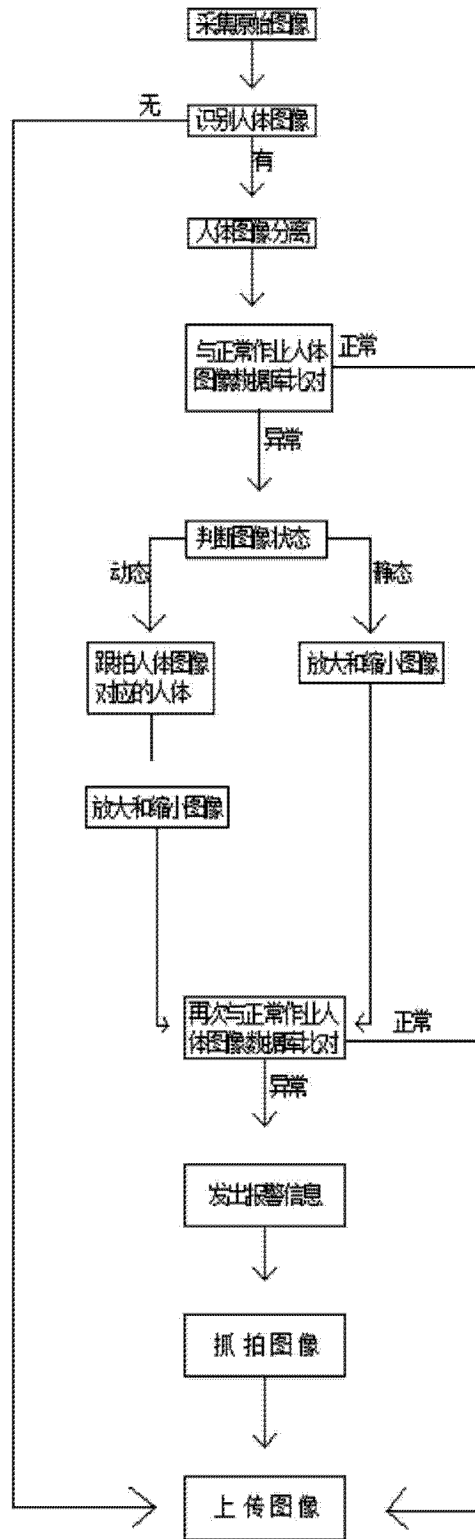 采集原始图像
无
识别人体图像
有
人体图像分离
与正常作业人体
图像数据库比对
正常
异常
判断图像状态
动态
静态
跟拍人体图像
对应的人体
放大和缩小图像
放大和缩小图像
再次与正常作业人
体图像数据库比对
正常
异常
发出报警信息
抓拍图像
上传图像